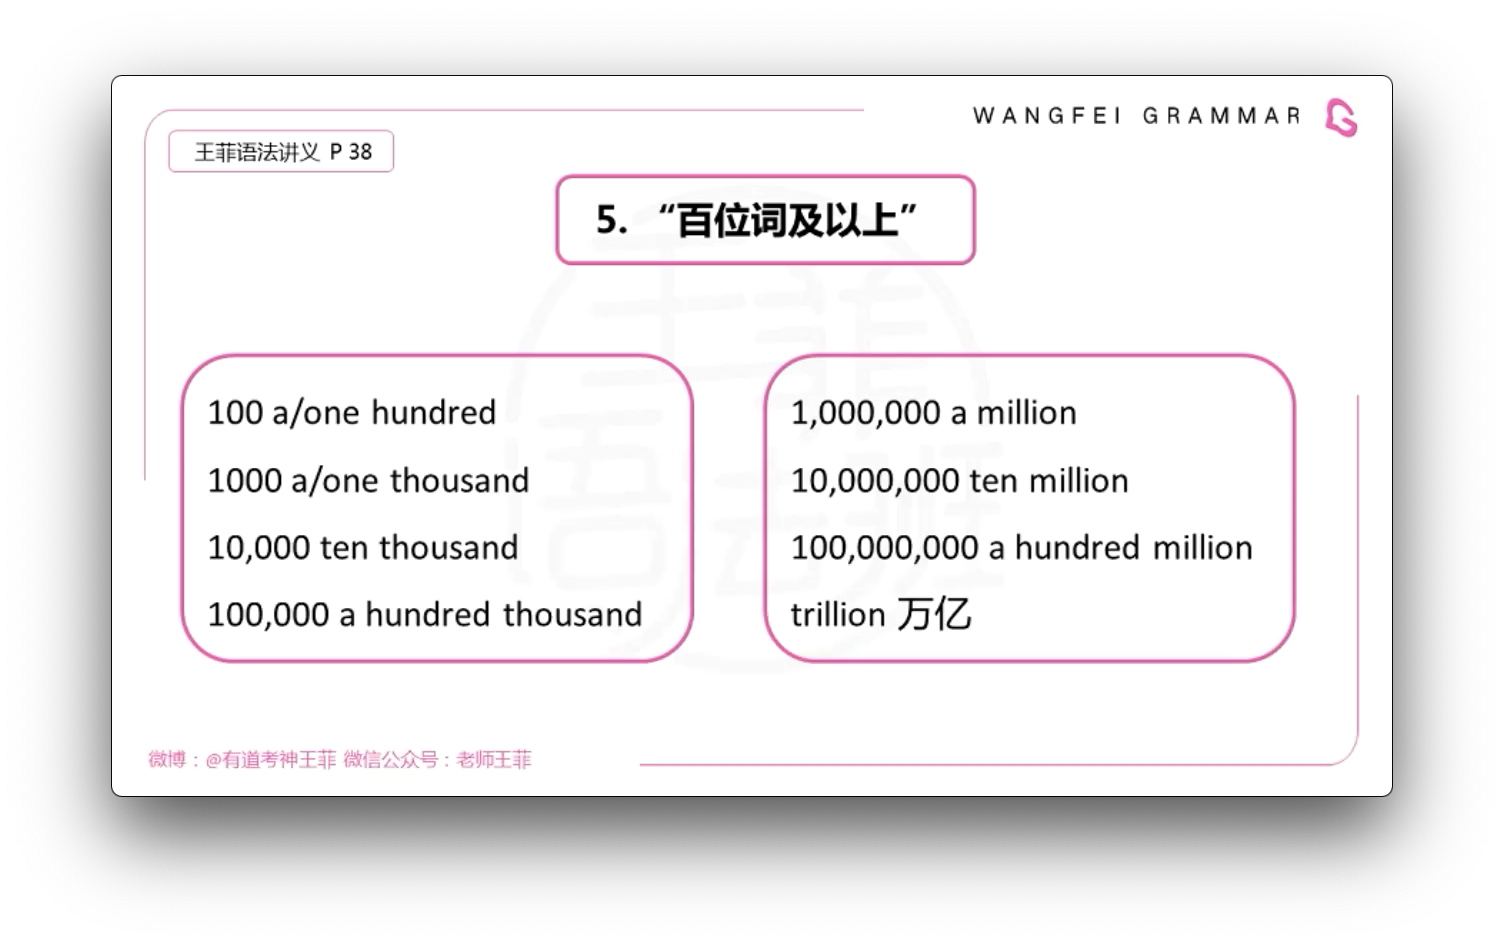 WANGFEI GRAMMAR
王菲语法讲义 P 38
5. “百位词及以上”
100 a/one hundred
1000 a/one thousand
10,000 ten thousand
100,000 a hundred thousand
1,000,000 a million
10,000,000 ten million
100,000,000 a hundred million
trillion 万亿
微博：@有道考神王菲 微信公众号：老师王菲